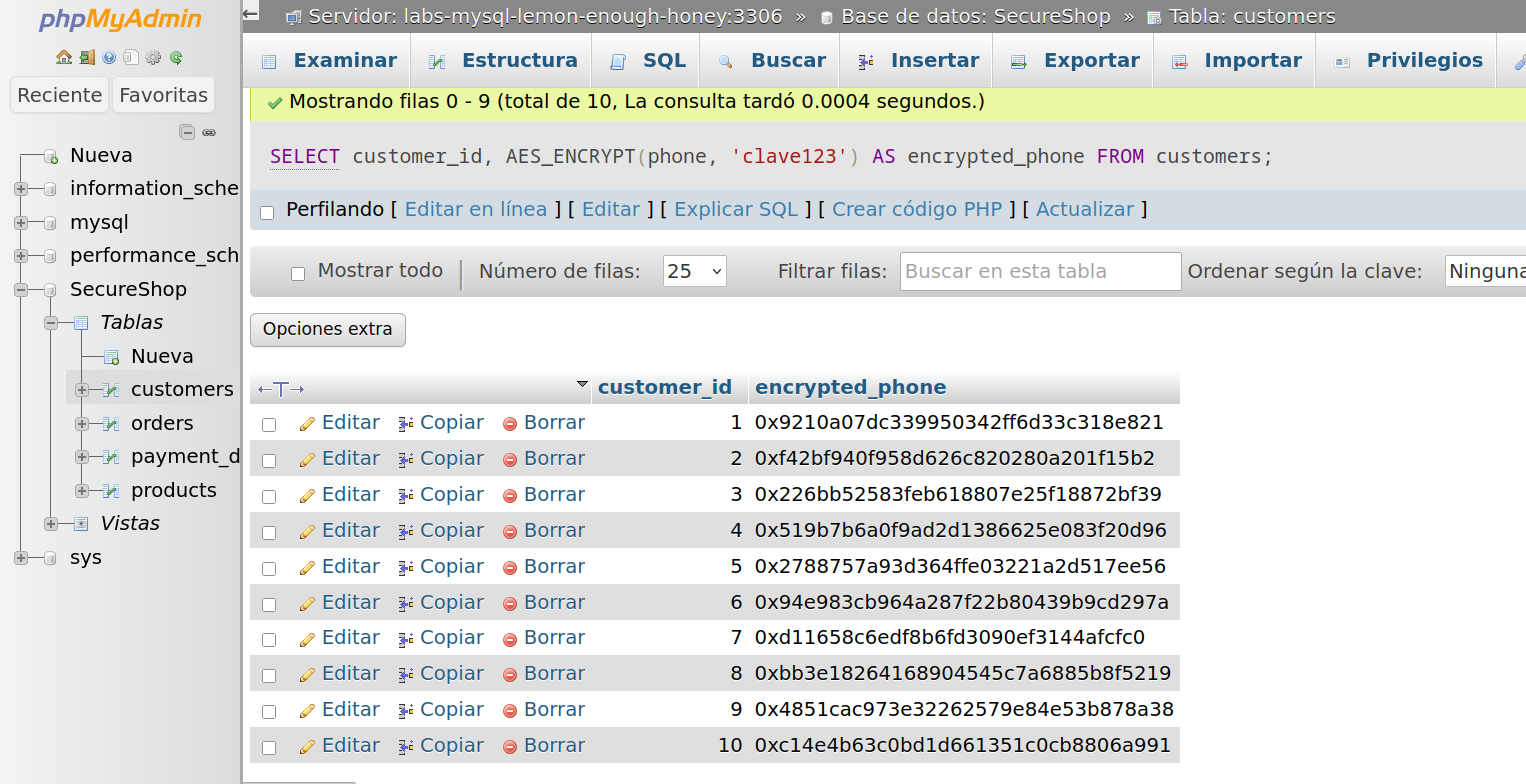 phpMyAdmin
Reciente Favoritas
Nueva
information_sche
mysql
performance_sch
SecureShop
Tablas
Nueva
customers
orders
payment_d
products
Vistas
sys
Servidor: labs-mysql-lemon-enough-honey:3306 » Base de datos: SecureShop » Tabla: customers
Examinar Estructura SQL Buscar Insertar Exportar Importar Privilegios
Mostrando filas 0 - 9 (total de 10, La consulta tardó 0.0004 segundos.)
SELECT customer_id, AES_ENCRYPT(phone, 'clave123') AS encrypted_phone FROM customers;
Perfilando [ Editar en línea ] [ Editar ] [ Explicar SQL ] [ Crear código PHP ] [ Actualizar ]
Mostrar todo | Número de filas: 25 Filtrar filas: Buscar en esta tabla Ordenar según la clave: Ninguna
Opciones extra
←T→ customer_id encrypted_phone
Editar Copiar Borrar 1 0x9210a07dc339950342ff6d33c318e821
Editar Copiar Borrar 2 0xf42bf940f958d626c820280a201f15b2
Editar Copiar Borrar 3 0x226bb52583feb618807e25f18872bf39
Editar Copiar Borrar 4 0x519b7b6a0f9ad2d1386625e083f20d96
Editar Copiar Borrar 5 0x2788757a93d364ffe03221a2d517ee56
Editar Copiar Borrar 6 0x94e983cb964a287f22b80439b9cd297a
Editar Copiar Borrar 7 0xd11658c6edf8b6fd3090ef3144afcfc0
Editar Copiar Borrar 8 0xbb3e18264168904545c7a6885b8f5219
Editar Copiar Borrar 9 0x4851cac973e32262579e84e53b878a38
Editar Copiar Borrar 10 0xc14e4b63c0bd1d661351c0cb8806a991